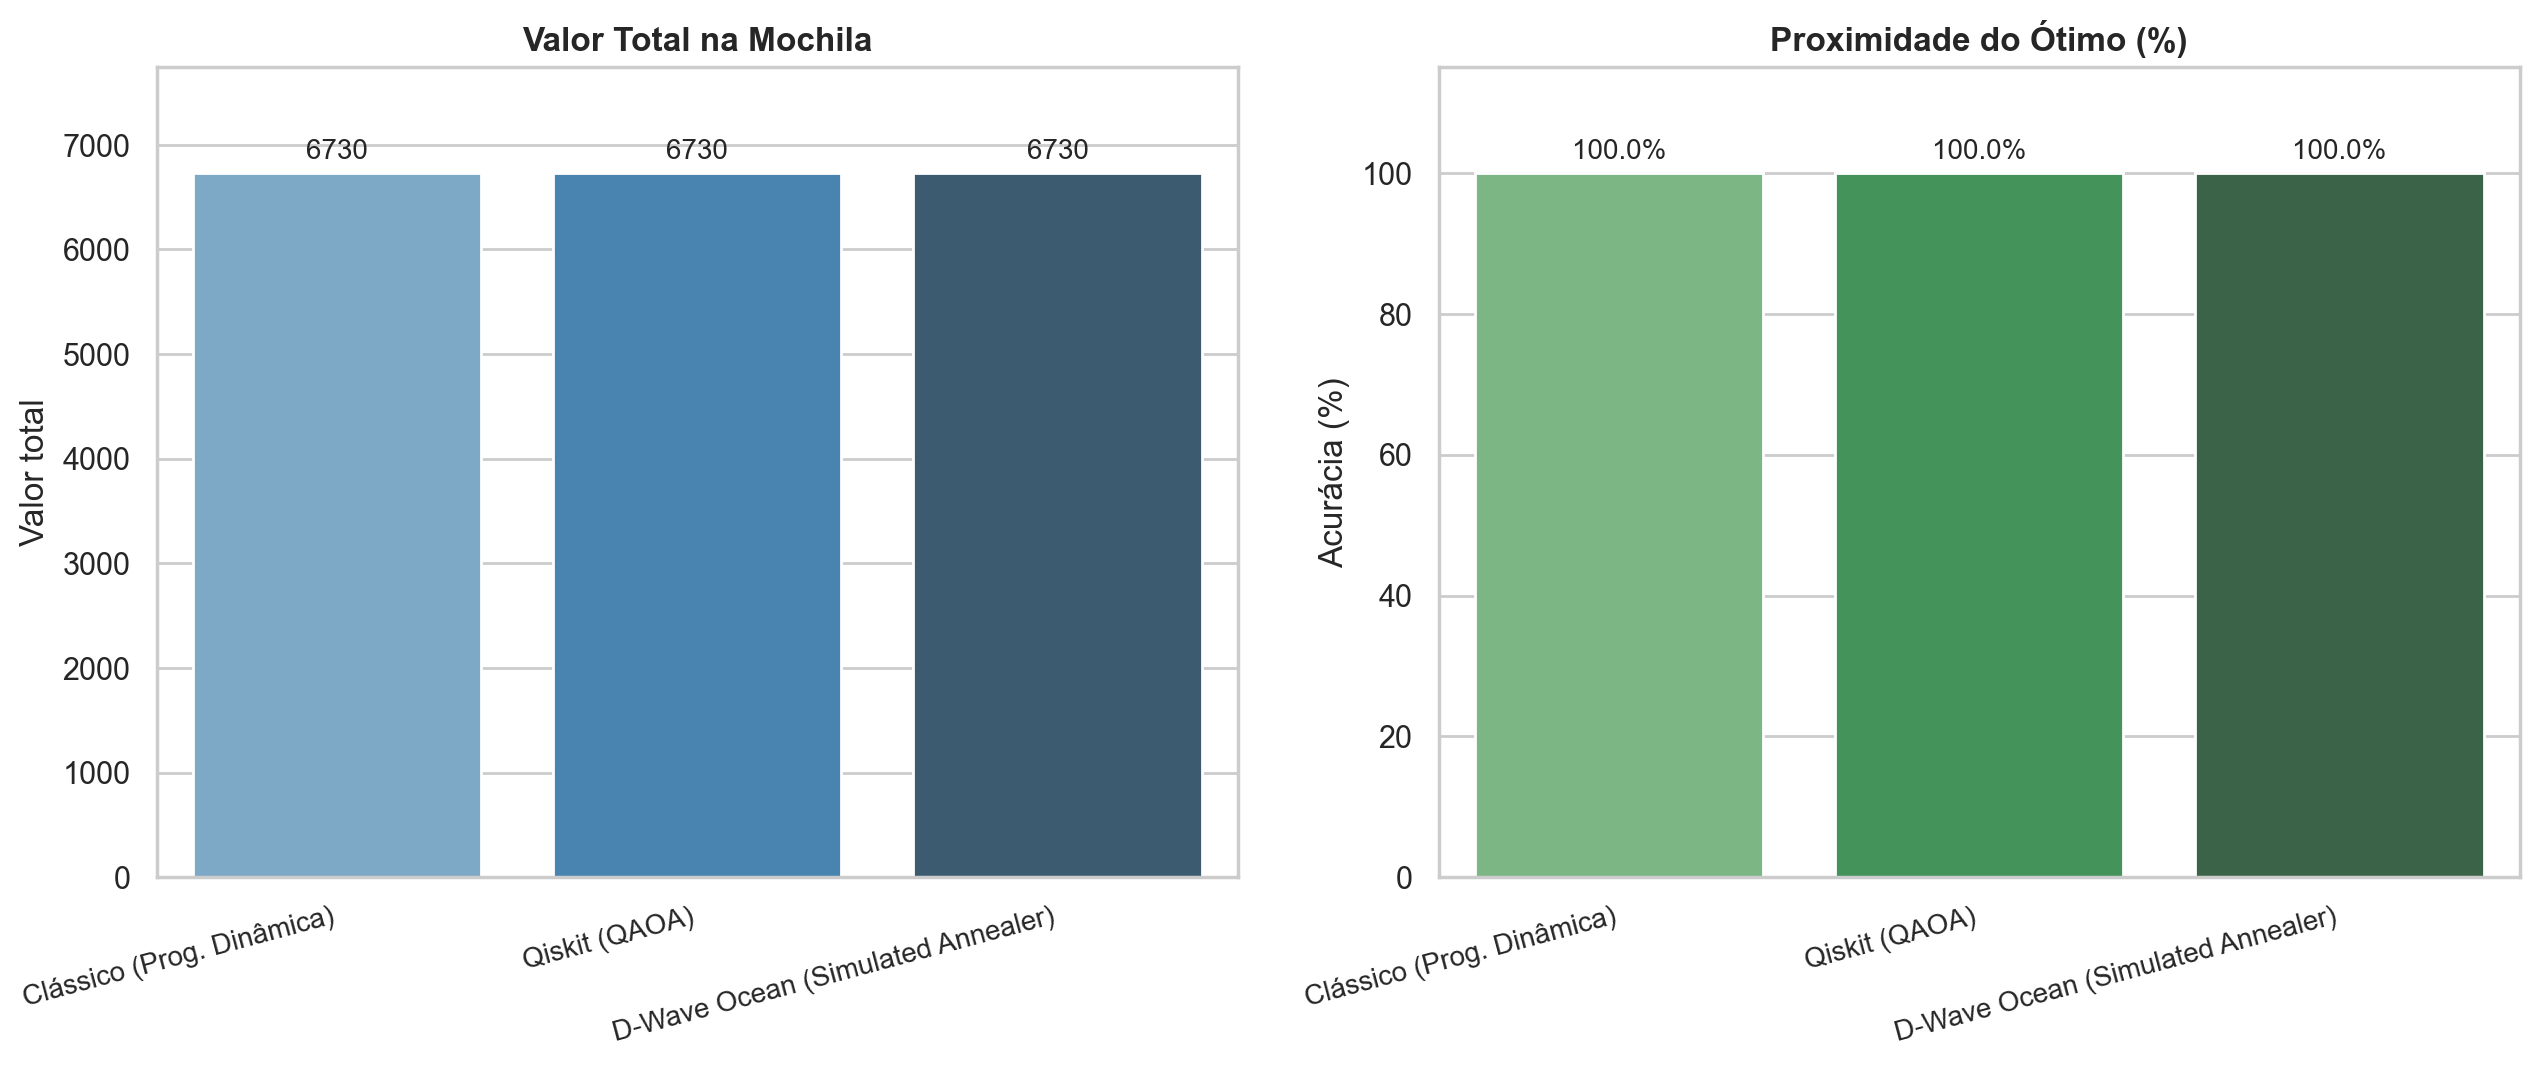 Valor Total na Mochila
Valor total
7000
6000
5000
4000
3000
2000
1000
0
6730
6730
6730
Clássico (Prog. Dinâmica)
Qiskit (QAOA)
D-Wave Ocean (Simulated Annealer)
Proximidade do Ótimo (%)
Acurácia (%)
100
80
60
40
20
0
100.0%
100.0%
100.0%
Clássico (Prog. Dinâmica)
Qiskit (QAOA)
D-Wave Ocean (Simulated Annealer)